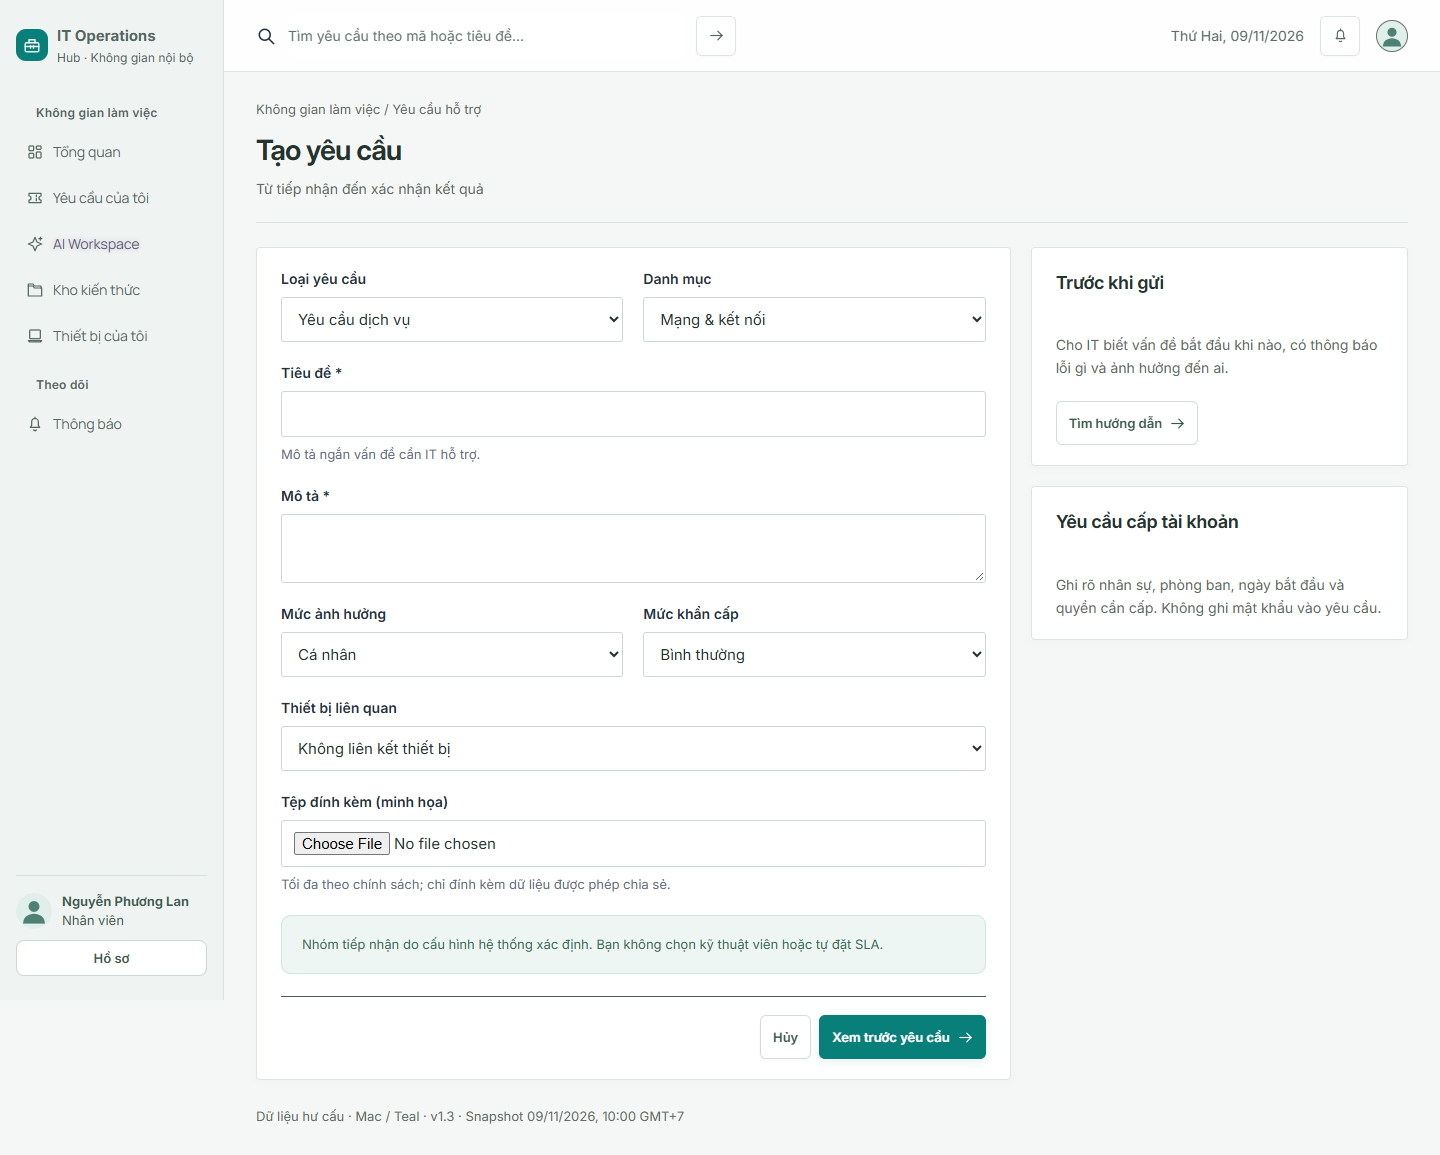 IT Operations
Hub · Không gian nội bộ
Không gian làm việc
Tổng quan
Yêu cầu của tôi
AI Workspace
Kho kiến thức
Thiết bị của tôi
Theo dõi
Thông báo
Nguyễn Phương Lan
Nhân viên
Hồ sơ
Tìm yêu cầu theo mã hoặc tiêu đề...
Thứ Hai, 09/11/2026
Không gian làm việc / Yêu cầu hỗ trợ
Tạo yêu cầu
Từ tiếp nhận đến xác nhận kết quả
Loại yêu cầu
Danh mục
Yêu cầu dịch vụ
Mạng & kết nối
Tiêu đề *
Mô tả ngắn vấn đề cần IT hỗ trợ.
Mô tả *
Mức ảnh hưởng
Mức khẩn cấp
Cá nhân
Bình thường
Thiết bị liên quan
Không liên kết thiết bị
Tệp đính kèm (minh họa)
Choose File No file chosen
Tối đa theo chính sách; chỉ đính kèm dữ liệu được phép chia sẻ.
Nhóm tiếp nhận do cấu hình hệ thống xác định. Bạn không chọn kỹ thuật viên hoặc tự đặt SLA.
Hủy
Xem trước yêu cầu
Trước khi gửi
Cho IT biết vấn đề bắt đầu khi nào, có thông báo
lỗi gì và ảnh hưởng đến ai.
Tìm hướng dẫn
Yêu cầu cấp tài khoản
Ghi rõ nhân sự, phòng ban, ngày bắt đầu và
quyền cần cấp. Không ghi mật khẩu vào yêu cầu.
Dữ liệu hư cấu · Mac / Teal · v1.3 · Snapshot 09/11/2026, 10:00 GMT+7